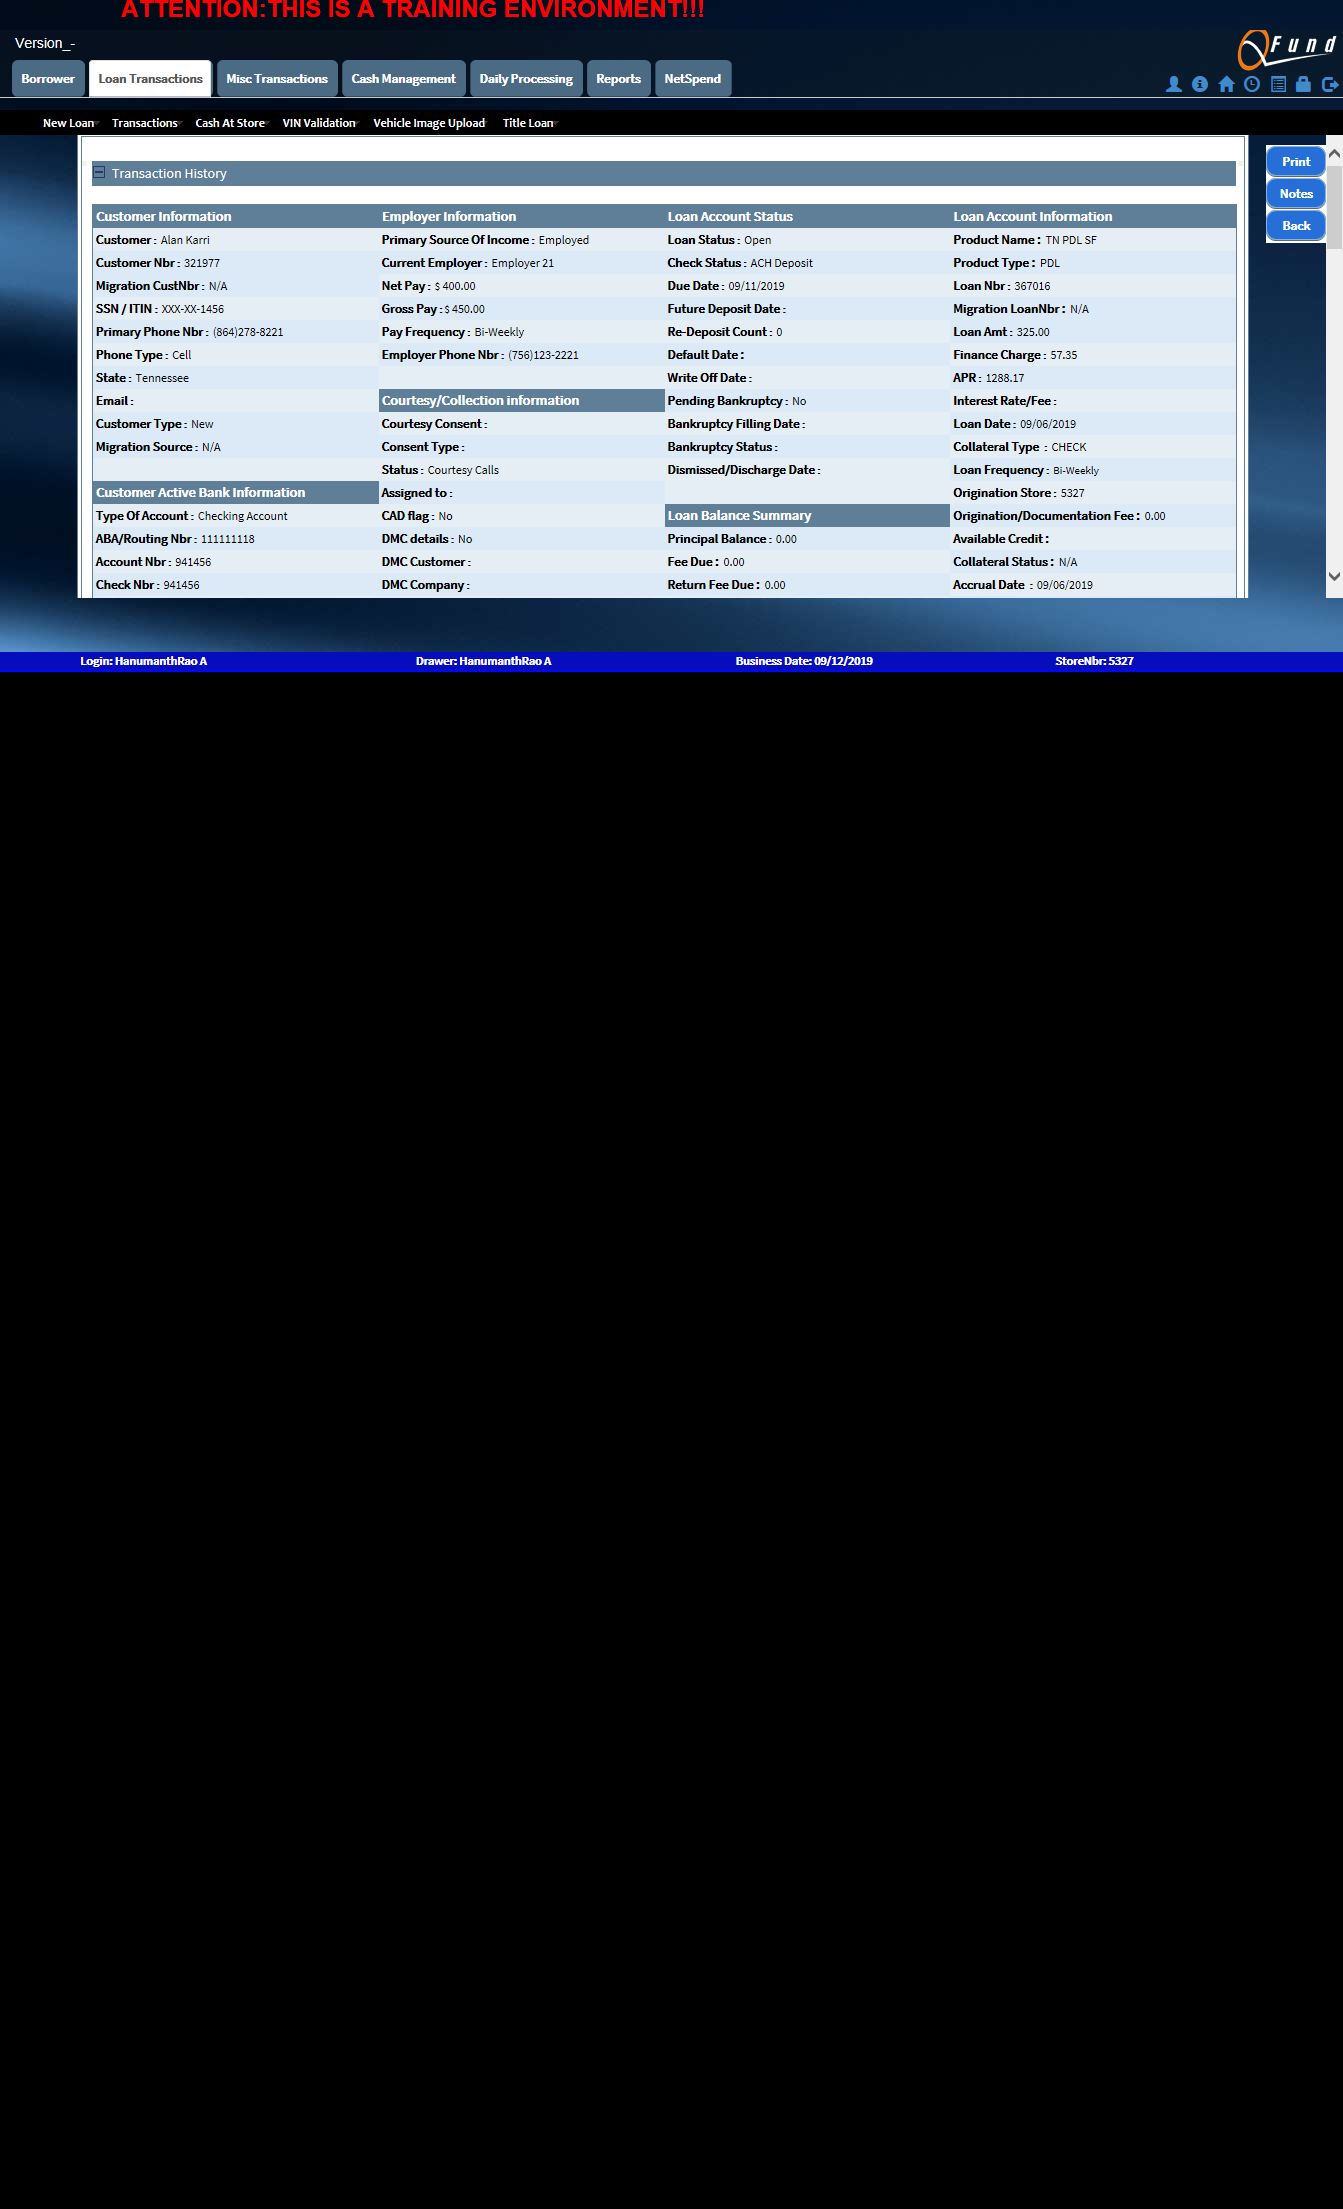 ATTENTION:THIS IS A TRAINING ENVIRONMENT!!!
Version_-
QFund
Borrower
Loan Transactions
Misc Transactions
Cash Management
Daily Processing
Reports
NetSpend
New Loan
Transactions
Cash At Store
VIN Validation
Vehicle Image Upload
Title Loan
Print
Notes
Back
Transaction History
Customer Information
Customer : Alan Karri
Customer Nbr : 321977
Migration CustNbr : N/A
SSN / ITIN : XXX-XX-1456
Primary Phone Nbr : (864)278-8221
Phone Type : Cell
State : Tennessee
Email :
Customer Type : New
Migration Source : N/A
Customer Active Bank Information
Type Of Account : Checking Account
ABA/Routing Nbr : 111111118
Account Nbr : 941456
Check Nbr : 941456
Employer Information
Primary Source Of Income : Employed
Current Employer : Employer 21
Net Pay : $ 400.00
Gross Pay : $ 450.00
Pay Frequency : Bi-Weekly
Employer Phone Nbr : (756)123-2221
Courtesy/Collection information
Courtesy Consent :
Consent Type :
Status : Courtesy Calls
Assigned to :
CAD flag : No
DMC details : No
DMC Customer :
DMC Company :
Loan Account Status
Loan Status : Open
Check Status : ACH Deposit
Due Date : 09/11/2019
Future Deposit Date :
Re-Deposit Count : 0
Default Date :
Write Off Date :
Pending Bankruptcy : No
Bankruptcy Filling Date :
Bankruptcy Status :
Dismissed/Discharge Date :
Loan Balance Summary
Principal Balance : 0.00
Fee Due : 0.00
Return Fee Due : 0.00
Loan Account Information
Product Name : TN PDL SF
Product Type : PDL
Loan Nbr : 367016
Migration LoanNbr : N/A
Loan Amt : 325.00
Finance Charge : 57.35
APR : 1288.17
Interest Rate/Fee :
Loan Date : 09/06/2019
Collateral Type : CHECK
Loan Frequency : Bi-Weekly
Origination Store : 5327
Origination/Documentation Fee : 0.00
Available Credit :
Collateral Status : N/A
Accrual Date : 09/06/2019
Login: HanumanthRao A
Drawer: HanumanthRao A
Business Date: 09/12/2019
StoreNbr: 5327